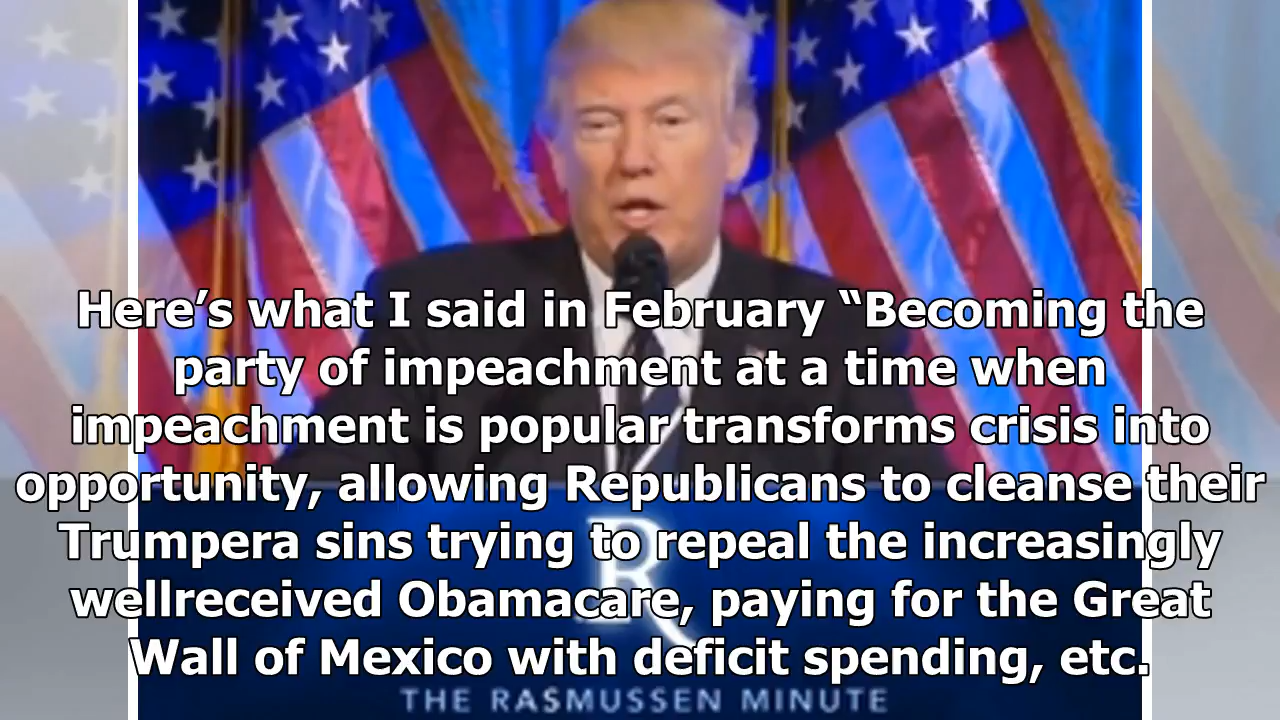 Here’s what I said in February “Becoming the
party of impeachment at a time when
impeachment is popular transforms crisis into
opportunity, allowing Republicans to cleanse their
Trumpera sins trying to repeal the increasingly
wellreceived Obamacare, paying for the Great
Wall of Mexico with deficit spending, etc.
R
THE RASMUSSEN MINUTE